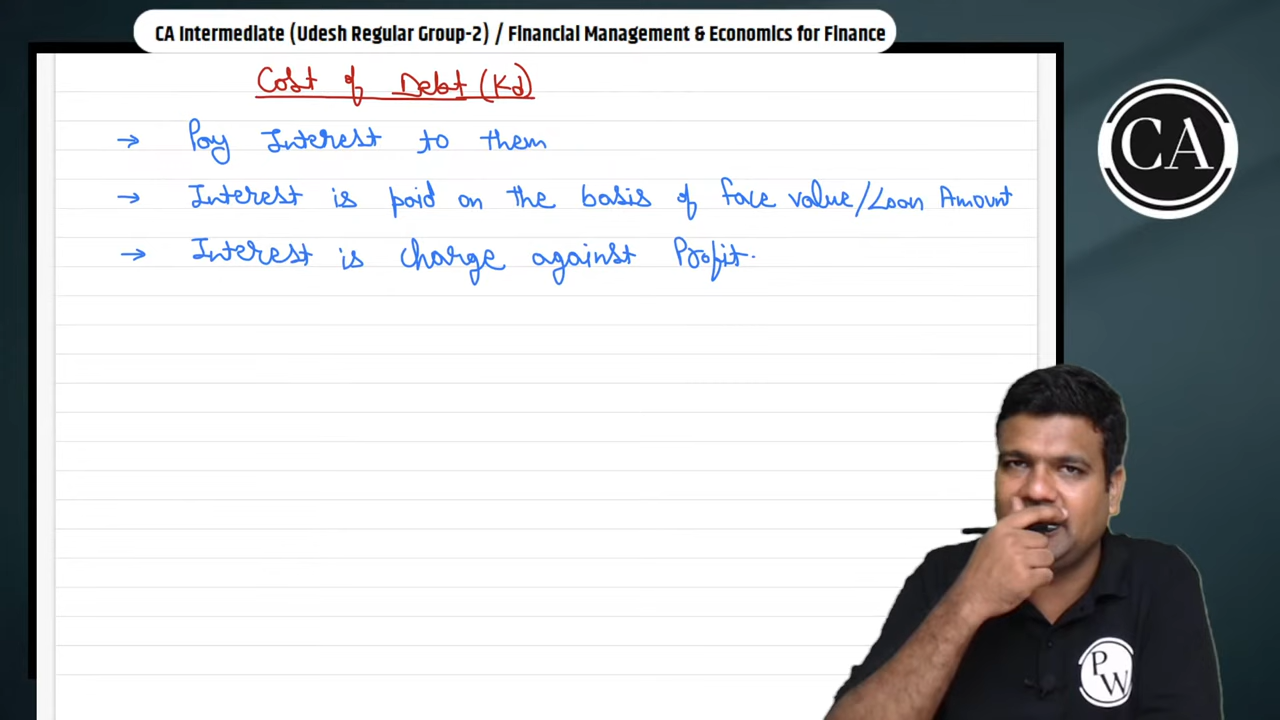 CA Intermediate (Udesh Regular Group-2) / Financial Management & Economics for Finance
CA
Cost of Debt (Kd)
→ Pay Interest to them
→ Interest is paid on the basis of face value/Loan Amount
→ Interest is charge against Profit.
PW